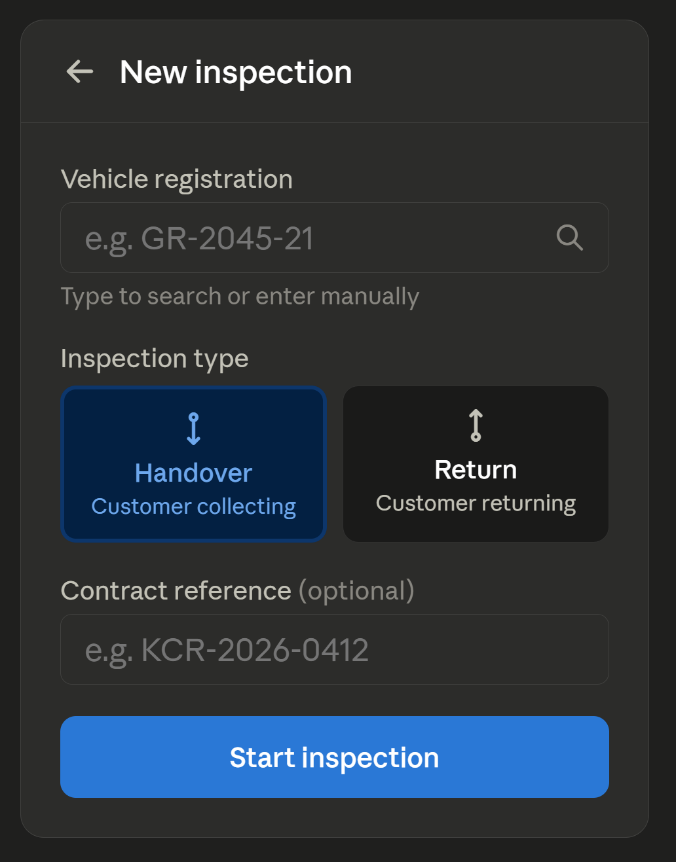 New inspection
Vehicle registration
e.g. GR-2045-21
Type to search or enter manually
Inspection type
Handover
Customer collecting
Return
Customer returning
Contract reference (optional)
e.g. KCR-2026-0412
Start inspection